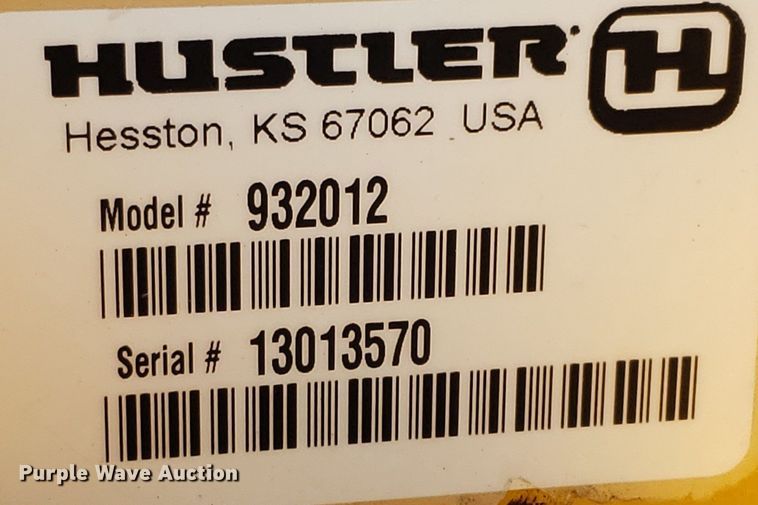 HUSTLER H
Hesston, KS 67062 USA
Model # 932012
Serial # 13013570
Purple Wave Auction